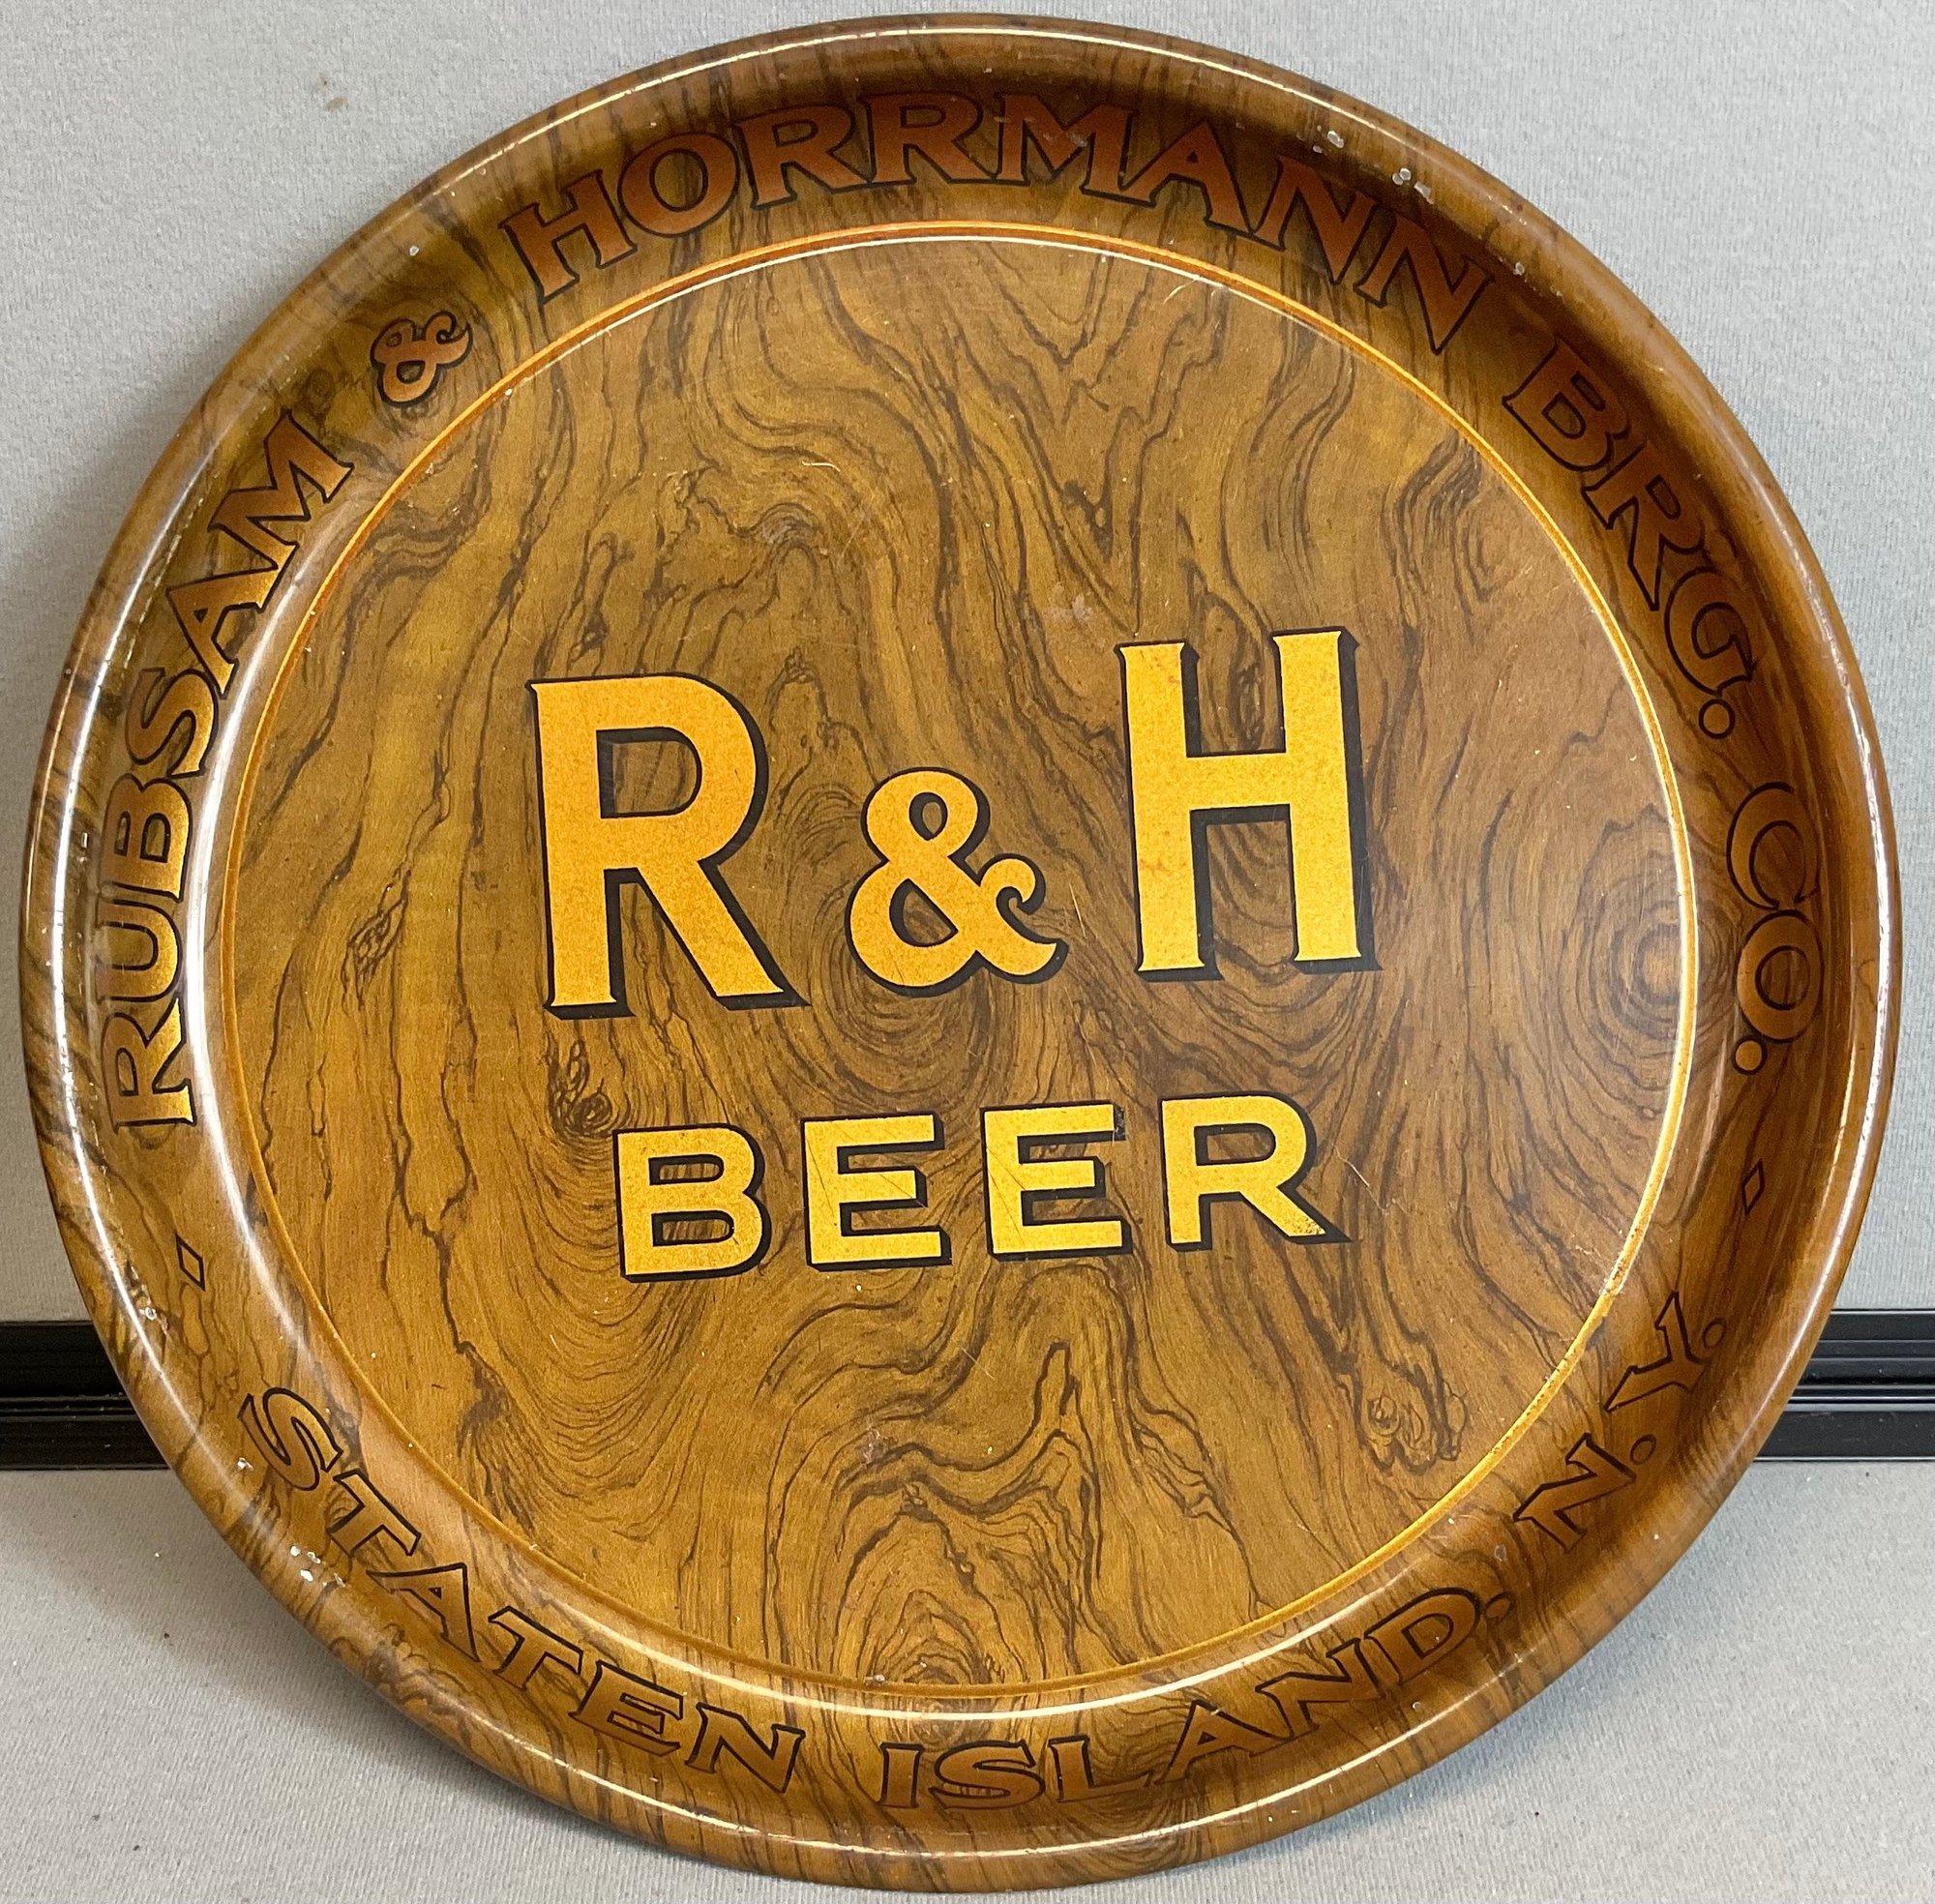 RUBSAM & HORRMANN BRG. CO.
R & H
BEER
STATEN ISLAND. N.Y.